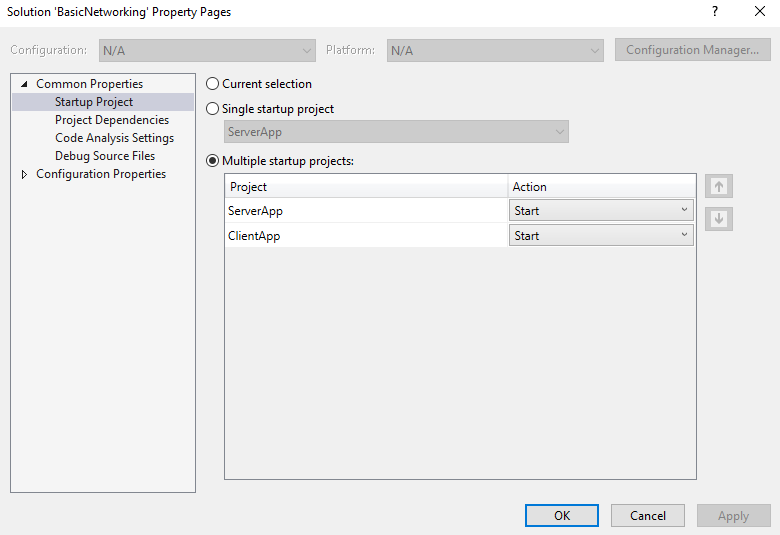 Solution 'BasicNetworking' Property Pages
Configuration: N/A Platform: N/A Configuration Manager...
Common Properties
Startup Project
Project Dependencies
Code Analysis Settings
Debug Source Files
Configuration Properties
Current selection
Single startup project
ServerApp
Multiple startup projects:
Project Action
ServerApp Start
ClientApp Start
OK Cancel Apply